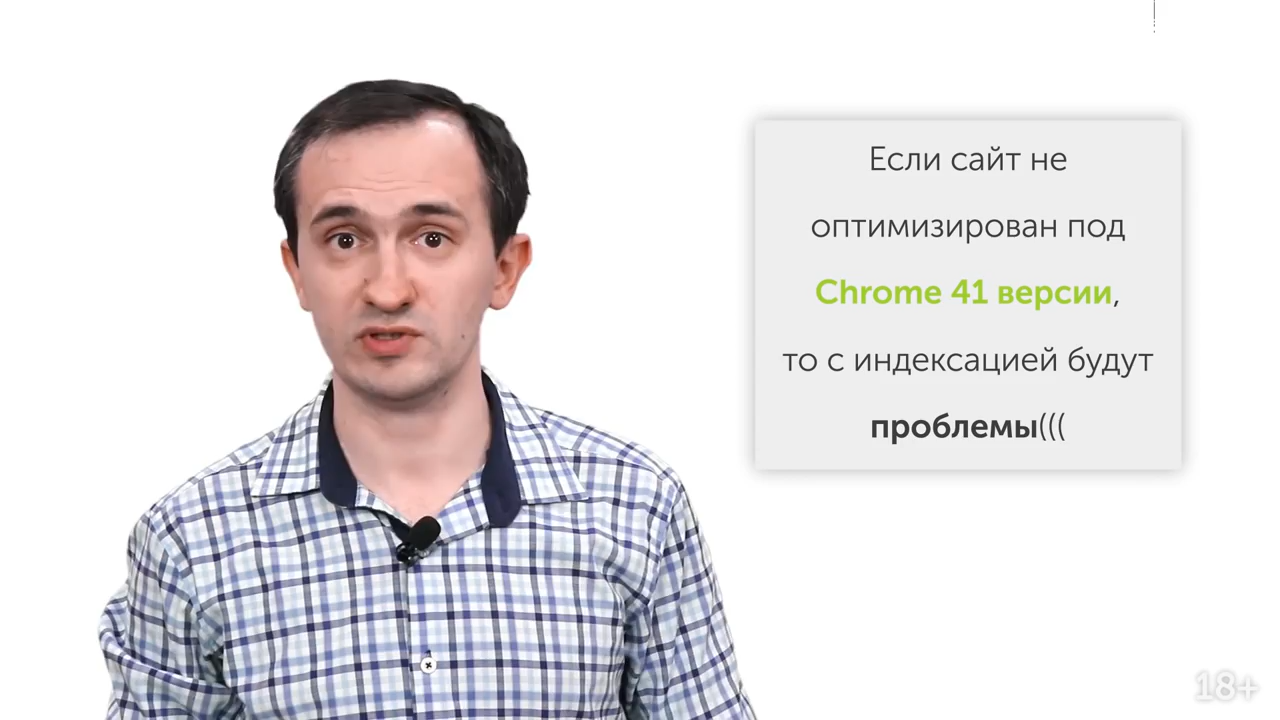 Если сайт не
оптимизирован под
Chrome 41 версии,
то с индексацией будут
проблемы(((
18+